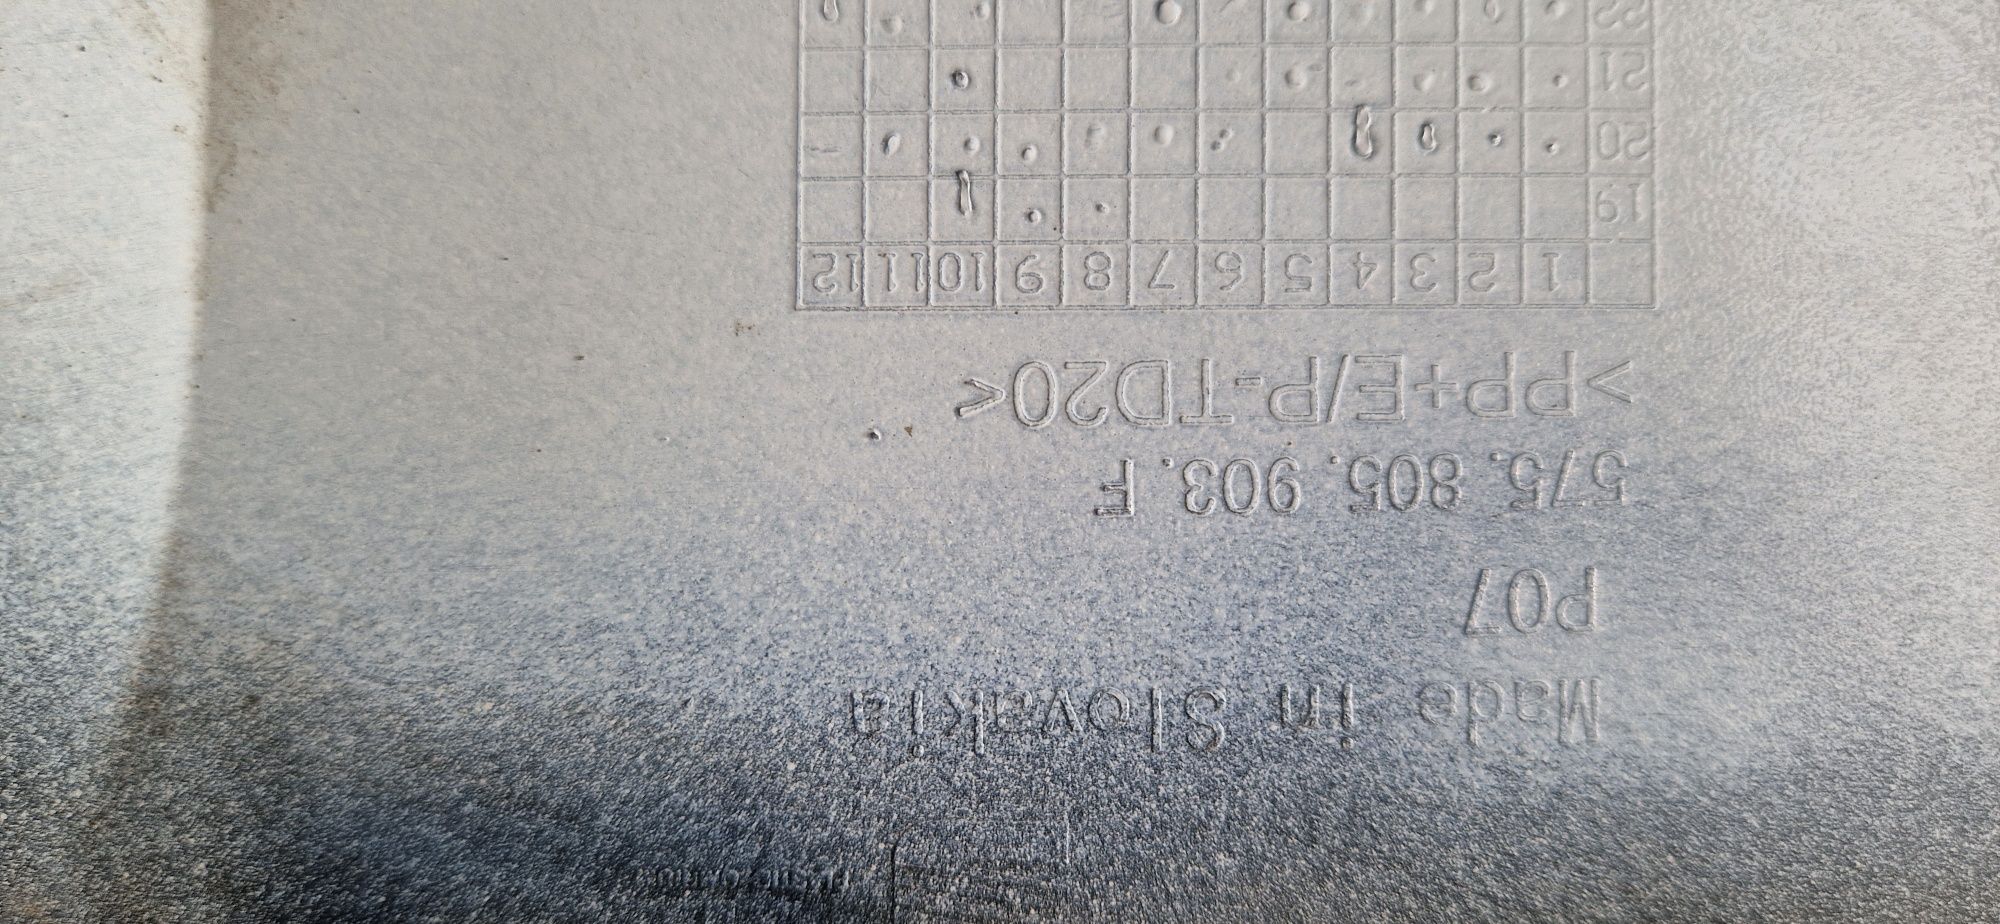 Made in Slovakia
P07
575.805.903.F
>PP+E/P-TD20<
1 2 3 4 5 6 7 8 9 10 11 12
19
20
21